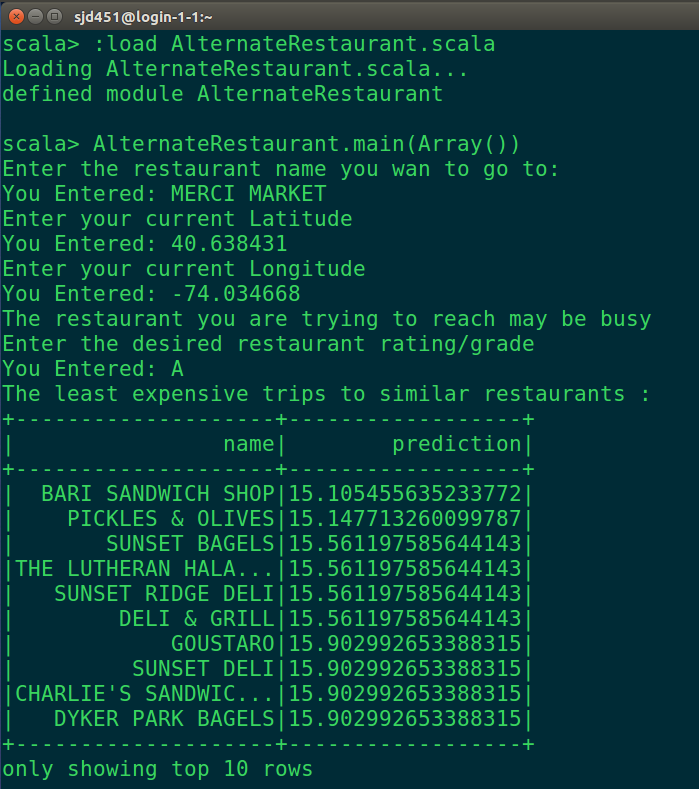 sjd451@login-1-1:~
scala> :load AlternateRestaurant.scala
Loading AlternateRestaurant.scala...
defined module AlternateRestaurant
scala> AlternateRestaurant.main(Array())
Enter the restaurant name you wan to go to:
You Entered: MERCI MARKET
Enter your current Latitude
You Entered: 40.638431
Enter your current Longitude
You Entered: -74.034668
The restaurant you are trying to reach may be busy
Enter the desired restaurant rating/grade
You Entered: A
The least expensive trips to similar restaurants :
+--------------------+------------------+
|                name|        prediction|
+--------------------+------------------+
|  BARI SANDWICH SHOP|15.105455635233772|
|    PICKLES & OLIVES|15.147713260099787|
|       SUNSET BAGELS|15.561197585644143|
|THE LUTHERAN HALA...|15.561197585644143|
|   SUNSET RIDGE DELI|15.561197585644143|
|        DELI & GRILL|15.561197585644143|
|            GOUSTARO|15.902992653388315|
|         SUNSET DELI|15.902992653388315|
|CHARLIE'S SANDWIC...|15.902992653388315|
|   DYKER PARK BAGELS|15.902992653388315|
+--------------------+------------------+
only showing top 10 rows